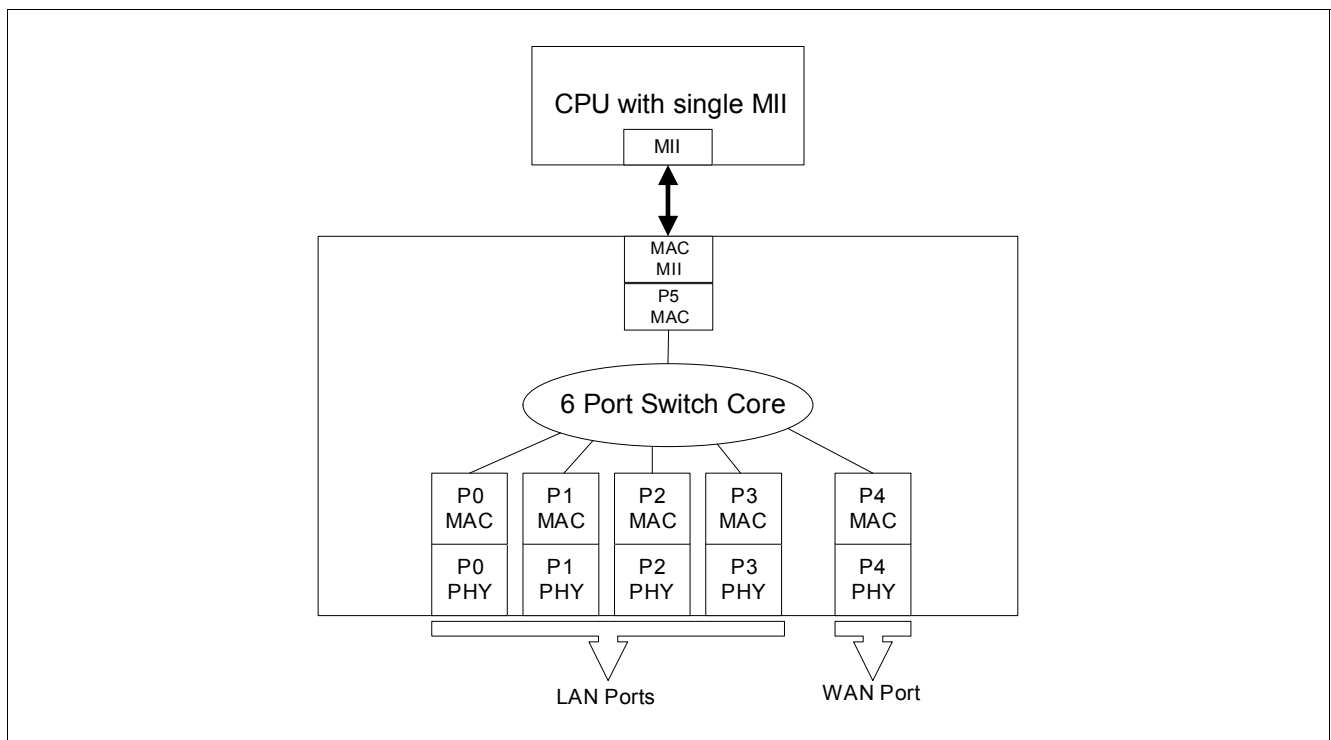 CPU with single MII
MII
MAC
MII
P5
MAC
6 Port Switch Core
P0
MAC
P1
MAC
P2
MAC
P3
MAC
P4
MAC
P0
PHY
P1
PHY
P2
PHY
P3
PHY
P4
PHY
LAN Ports
WAN Port